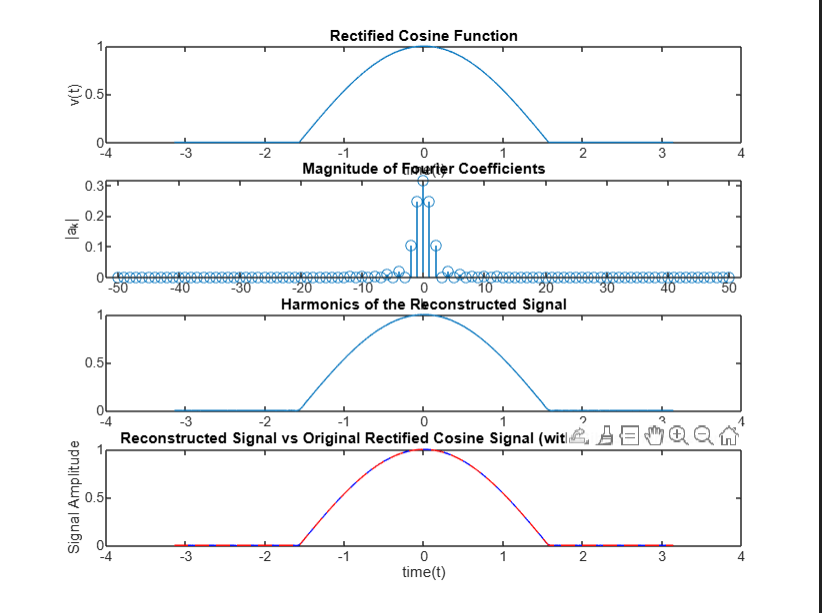 Rectified Cosine Function
1
0.5
0
v(t)
-4 -3 -2 -1 0 1 2 3 4
time(t)
Magnitude of Fourier Coefficients
0.3
0.2
0.1
0
|ak|
-50 -40 -30 -20 -10 0 10 20 30 40 50
k
Harmonics of the Reconstructed Signal
1
0.5
0
-4 -3 -2 -1 0 1 2 3 4
Reconstructed Signal vs Original Rectified Cosine Signal (wit
1
0.5
0
Signal Amplitude
-4 -3 -2 -1 0 1 2 3 4
time(t)